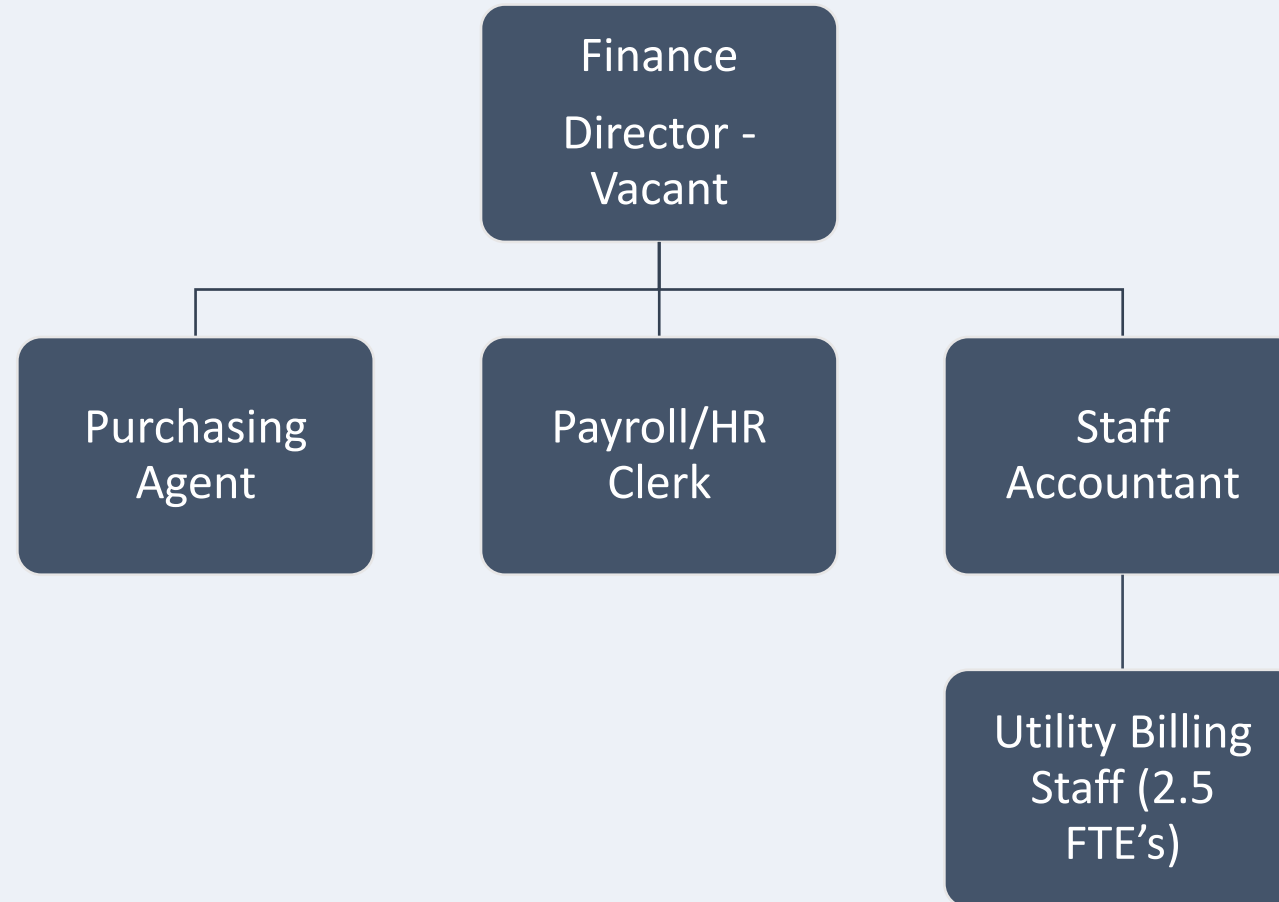 Finance
Director -
Vacant
Purchasing
Agent
Payroll/HR
Clerk
Staff
Accountant
Utility Billing
Staff (2.5
FTE’s)